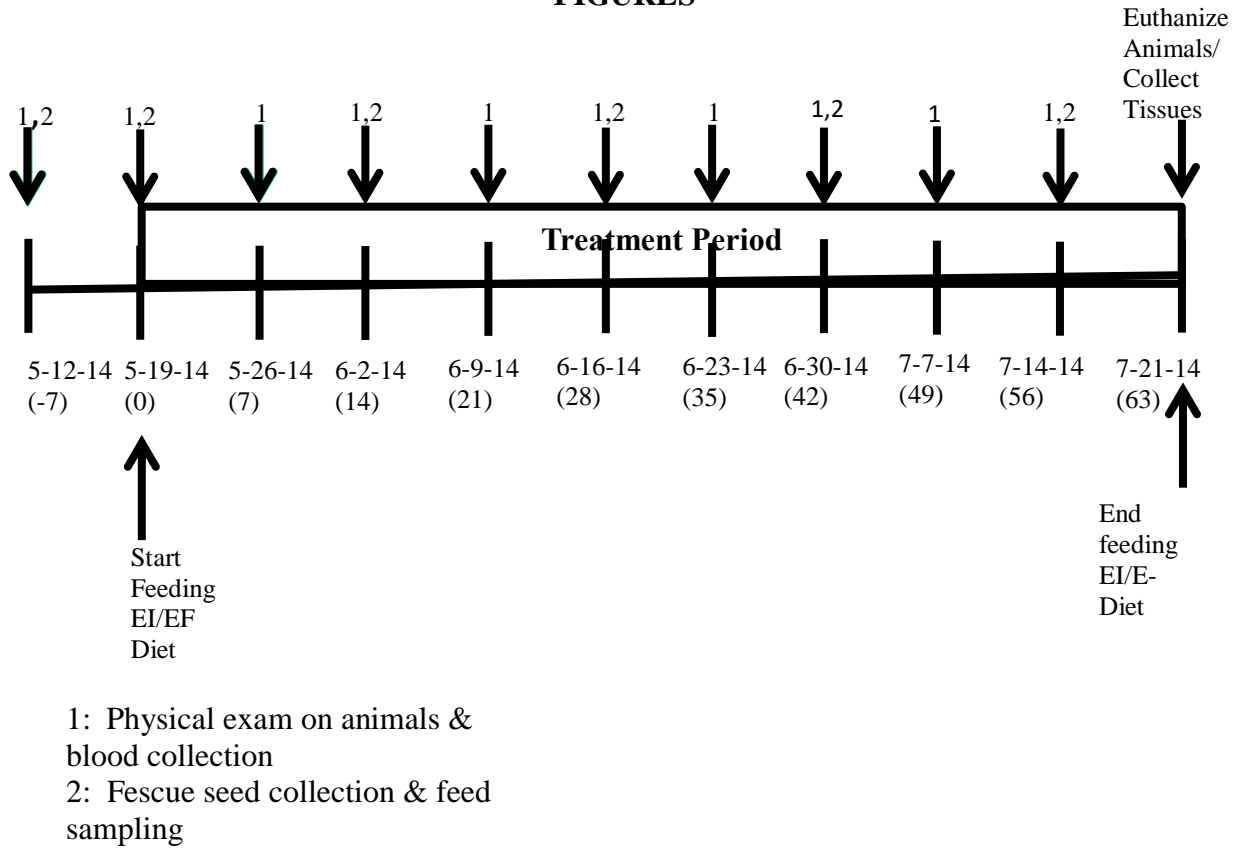 FIGURES
Euthanize
Animals/
Collect
Tissues
1,2 1,2 1 1,2 1 1,2 1 1,2 1 1,2
Treatment Period
5-12-14 5-19-14 5-26-14 6-2-14 6-9-14 6-16-14 6-23-14 6-30-14 7-7-14 7-14-14 7-21-14
(-7) (0) (7) (14) (21) (28) (35) (42) (49) (56) (63)
Start
Feeding
EI/EF
Diet
End
feeding
EI/E-
Diet
1: Physical exam on animals &
blood collection
2: Fescue seed collection & feed
sampling